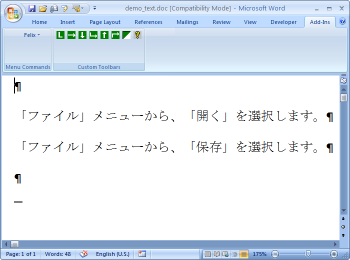 demo_text.doc [Compatibility Mode] - Microsoft Word
Home Insert Page Layout References Mailings Review View Developer Add-Ins
Felix
Menu Commands Custom Toolbars
¶
「ファイル」メニューから、「開く」を選択します。¶
「ファイル」メニューから、「保存」を選択します。¶
¶
Page: 1 of 1 Words: 48 English (U.S.) 175%